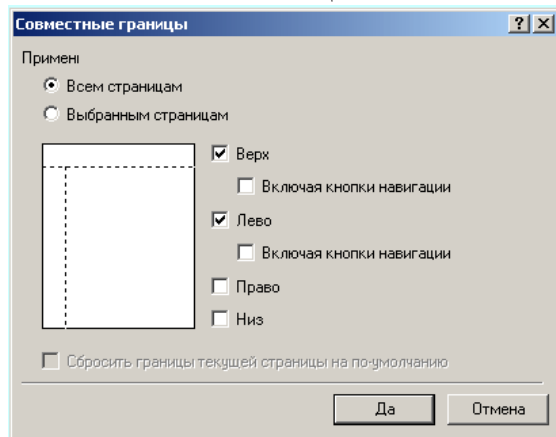 Совместные границы
Примені
Всем страницам
Выбранным страницам
Верх
Включая кнопки навигации
Лево
Включая кнопки навигации
Право
Низ
Сбросить границы текущей страницы на по-умолчанию
Да
Отмена